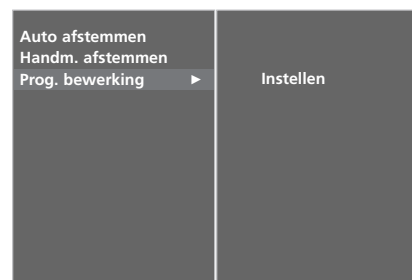 Auto afstemmen
Handm. afstemmen
Prog. bewerking ►
Instellen